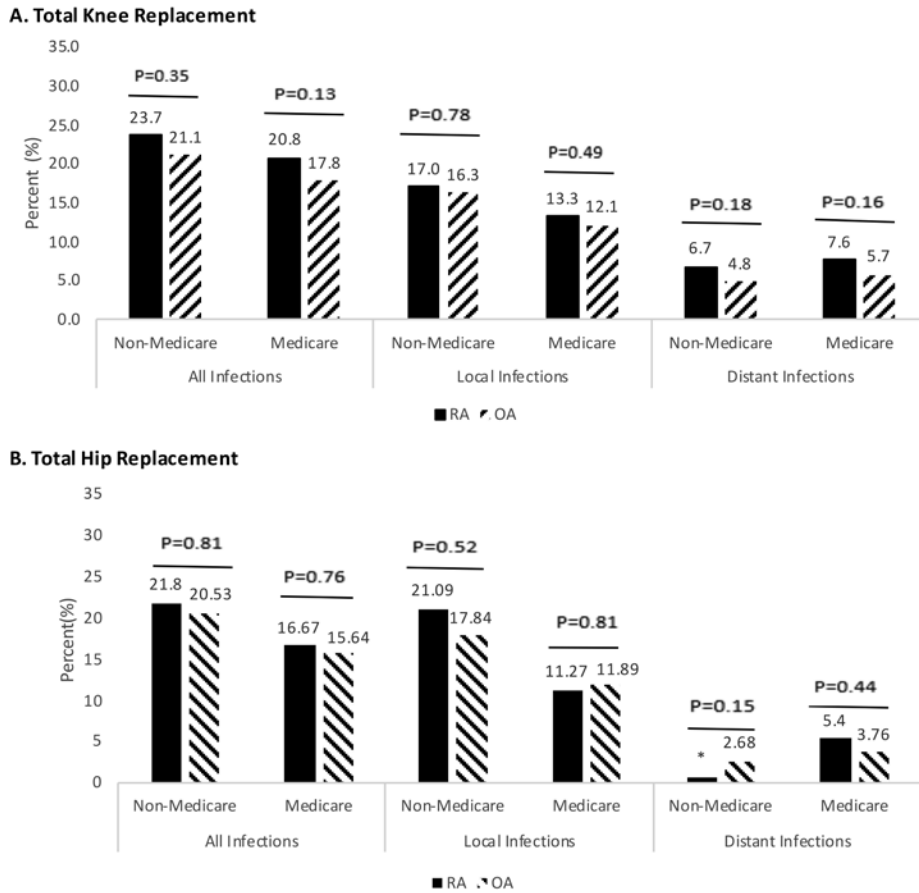 A. Total Knee Replacement
35.0
30.0
25.0
20.0
15.0
10.0
5.0
0.0
Percent (%)
P=0.35
23.7
21.1
P=0.13
20.8
17.8
P=0.78
17.0
16.3
P=0.49
13.3
12.1
P=0.18
6.7
4.8
P=0.16
7.6
5.7
Non-Medicare Medicare Non-Medicare Medicare Non-Medicare Medicare
All Infections Local Infections Distant Infections
RA OA
B. Total Hip Replacement
35
30
25
20
15
10
5
0
Percent(%)
P=0.81
21.8
20.53
P=0.76
16.67
15.64
P=0.52
21.09
17.84
P=0.81
11.27
11.89
P=0.15
*
2.68
P=0.44
5.4
3.76
Non-Medicare Medicare Non-Medicare Medicare Non-Medicare Medicare
All Infections Local Infections Distant Infections
RA OA